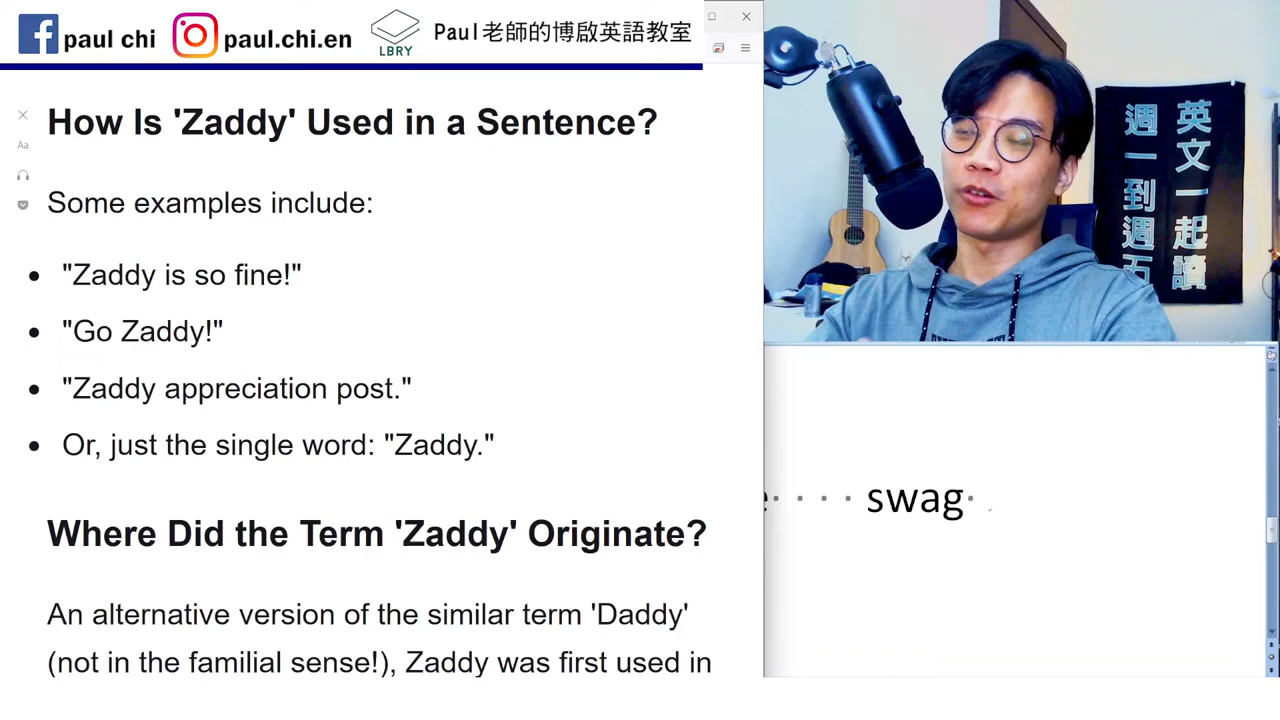 paul chi
paul.chi.en
LBRY
Paul老師的博啟英語教室
How Is 'Zaddy' Used in a Sentence?
Aa
Some examples include:
"Zaddy is so fine!"
"Go Zaddy!"
"Zaddy appreciation post."
Or, just the single word: "Zaddy."
Where Did the Term 'Zaddy' Originate?
An alternative version of the similar term 'Daddy'
(not in the familial sense!), Zaddy was first used in
英文一起讀
週一到週五
e swag